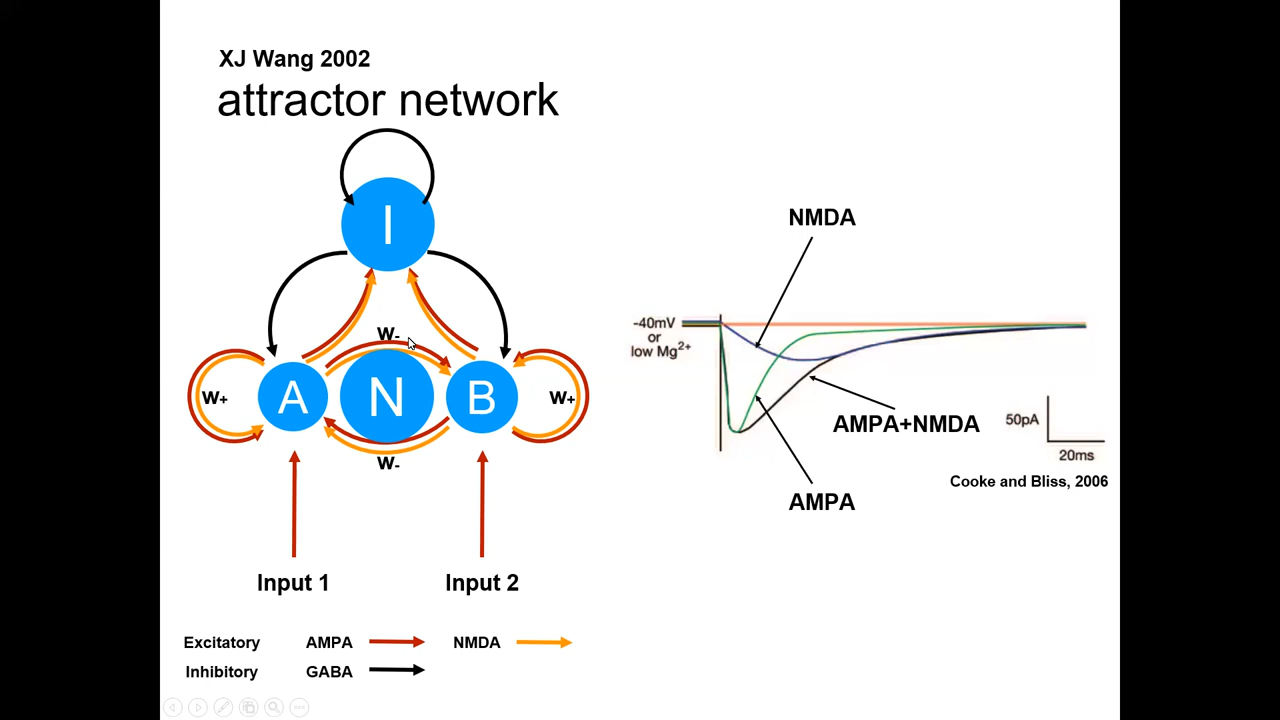 XJ Wang 2002
attractor network
I
W-
W+
A
N
B
W+
W-
Input 1
Input 2
Excitatory AMPA NMDA
Inhibitory GABA
NMDA
-40mV
or
low Mg2+
AMPA+NMDA
AMPA
50pA
20ms
Cooke and Bliss, 2006